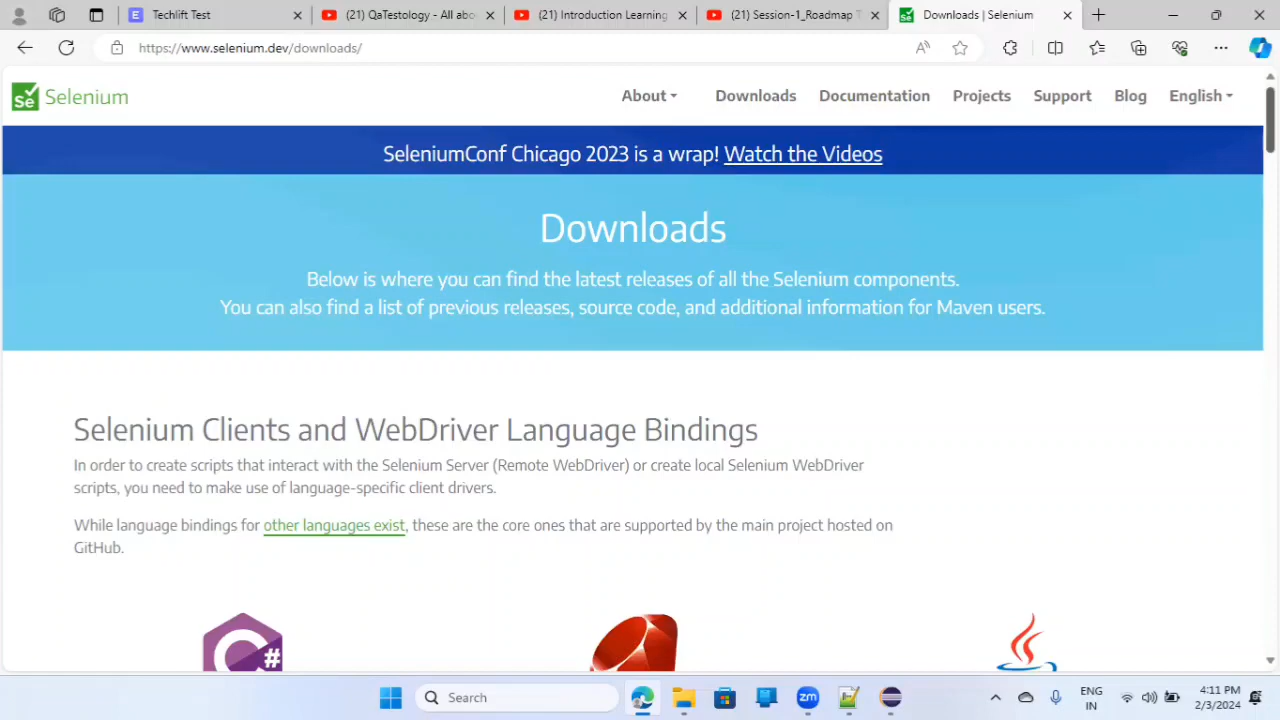 Techlift Test
(21) QaTestology - All abo
(21) Introduction Learning
(21) Session-1_Roadmap T
Downloads | Selenium
https://www.selenium.dev/downloads/
Selenium
About
Downloads
Documentation
Projects
Support
Blog
English
SeleniumConf Chicago 2023 is a wrap! Watch the Videos
Downloads
Below is where you can find the latest releases of all the Selenium components.
You can also find a list of previous releases, source code, and additional information for Maven users.
Selenium Clients and WebDriver Language Bindings
In order to create scripts that interact with the Selenium Server (Remote WebDriver) or create local Selenium WebDriver
scripts, you need to make use of language-specific client drivers.
While language bindings for other languages exist, these are the core ones that are supported by the main project hosted on
GitHub.
Search
ENG
IN
4:11 PM
2/3/2024